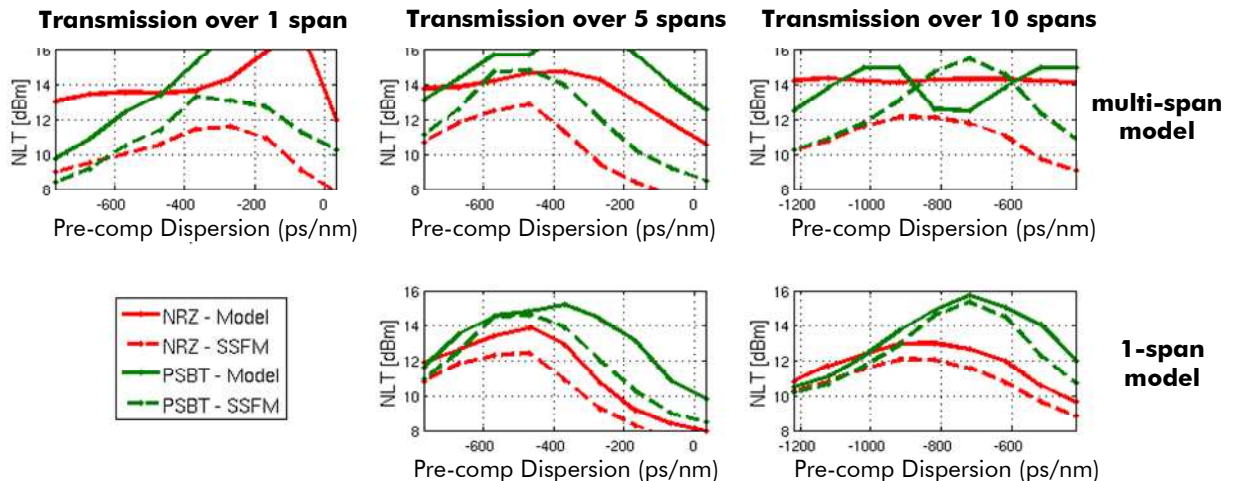 Transmission over 1 span
Transmission over 5 spans
Transmission over 10 spans
16
14
12
10
8
NLT [dBm]
-600
-400
-200
0
Pre-comp Dispersion (ps/nm)
16
14
12
10
8
NLT [dBm]
-600
-400
-200
0
Pre-comp Dispersion (ps/nm)
16
14
12
10
8
NLT [dBm]
-1200
-1000
-800
-600
Pre-comp Dispersion (ps/nm)
multi-span
model
NRZ - Model
NRZ - SSFM
PSBT - Model
PSBT - SSFM
16
14
12
10
8
NLT [dBm]
-600
-400
-200
0
Pre-comp Dispersion (ps/nm)
16
14
12
10
8
NLT [dBm]
-1200
-1000
-800
-600
Pre-comp Dispersion (ps/nm)
1-span
model